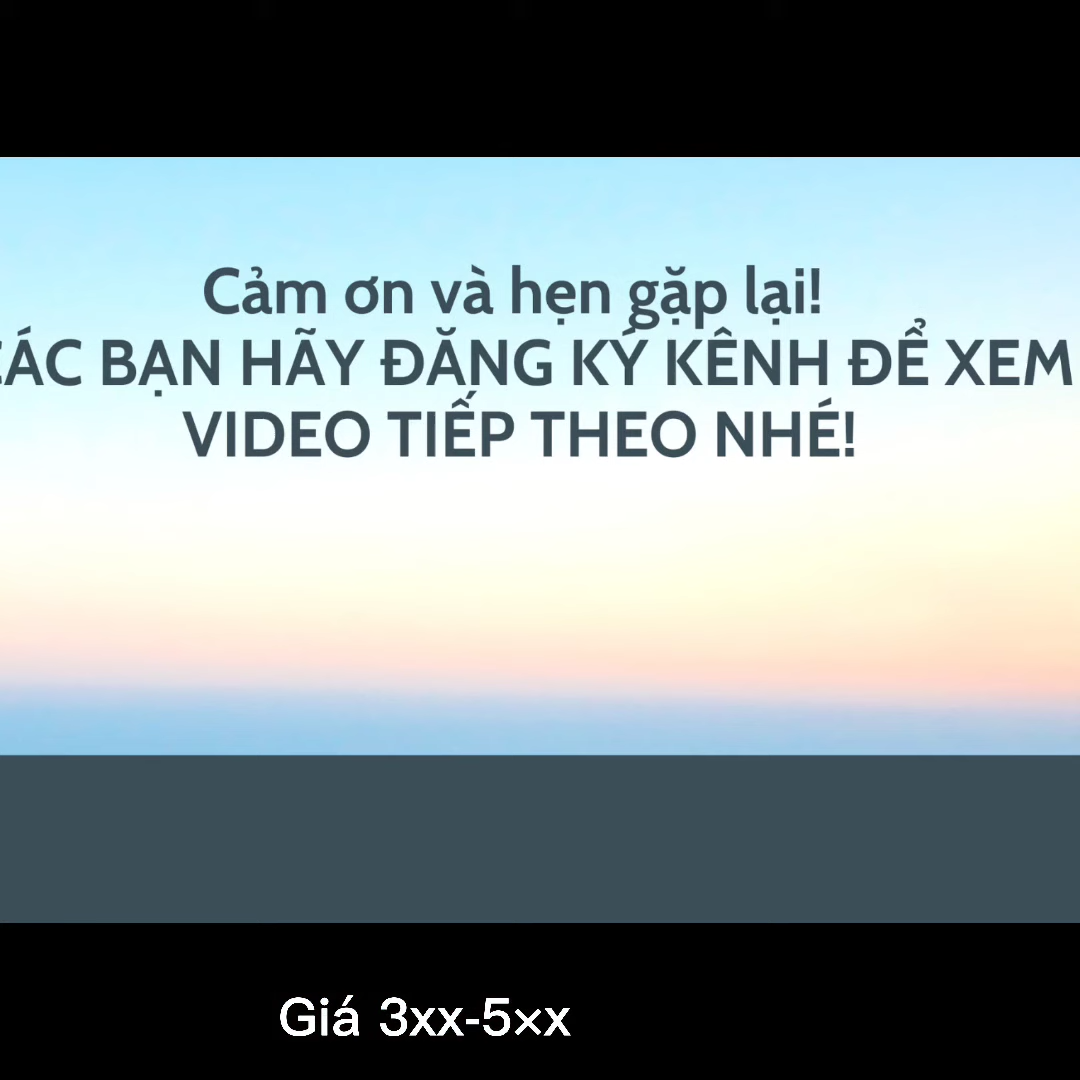 Cảm ơn và hẹn gặp lại!
CÁC BẠN HÃY ĐĂNG KÝ KÊNH ĐỂ XEM
VIDEO TIẾP THEO NHÉ!
Giá 3xx-5×x